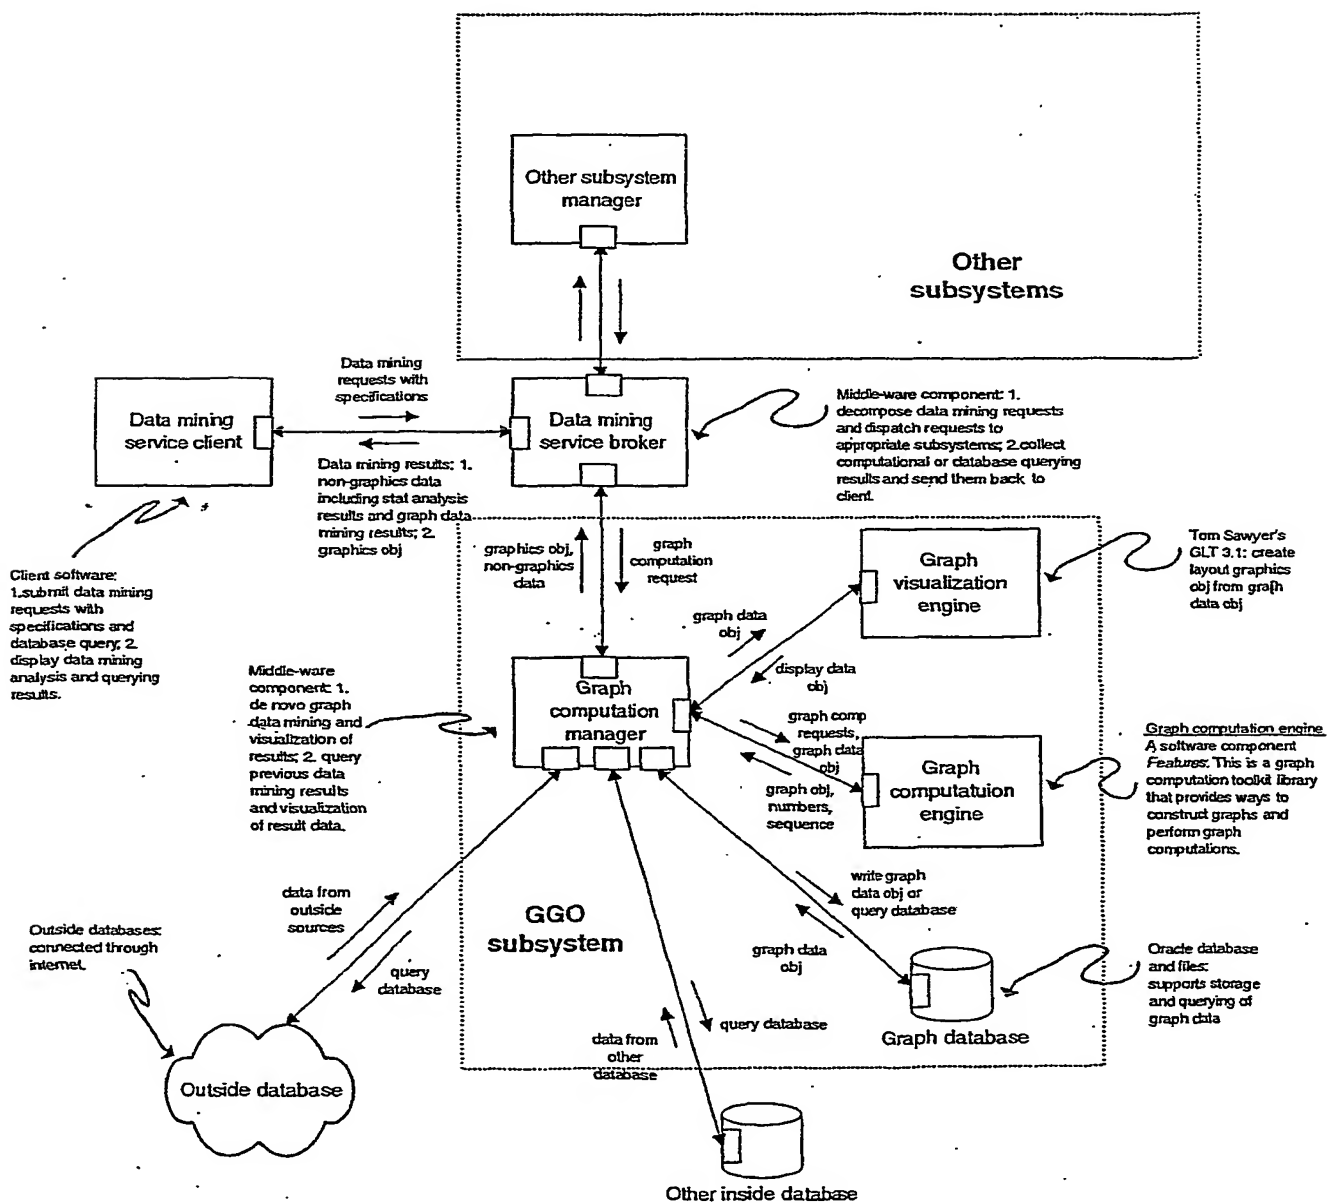 Other subsystem
manager
Other
subsystems
Data mining
requests with
specifications
Data mining
service client
Data mining
service broker
Middle-ware component: 1.
decompose data mining requests
and dispatch requests to
appropriate subsystems; 2.collect
computational or database querying
results and send them back to
client.
Data mining results: 1.
non-graphics data
including stat analysis
results and graph data
mining results; 2.
graphics obj
graphics obj,
non-graphics
data
graph
computation
request
Graph
visualization
engine
Tom Sawyer's
GLT 3.1: create
layout graphics
obj from graph
data obj
Client software:
1.submit data mining
requests with
specifications and
database query; 2.
display data mining
analysis and querying
results.
graph data
obj
display data
obj
Middle-ware
component: 1.
de novo graph
data mining and
visualization of
results; 2. query
previous data
mining results
and visualization
of result data.
Graph
computation
manager
graph comp
requests,
graph data
obj
graph obj,
numbers,
sequence
Graph
computatuion
engine
Graph computation engine
A software component
Features: This is a graph
computation toolkit library
that provides ways to
construct graphs and
perform graph
computations.
data from
outside
sources
GGO
subsystem
write graph
data obj or
query database
graph data
obj
Outside databases:
connected through
internet.
query
database
Oracle database
and files:
supports storage
and querying of
graph data
Graph database
query database
data from
other
database
Outside database
Other inside database